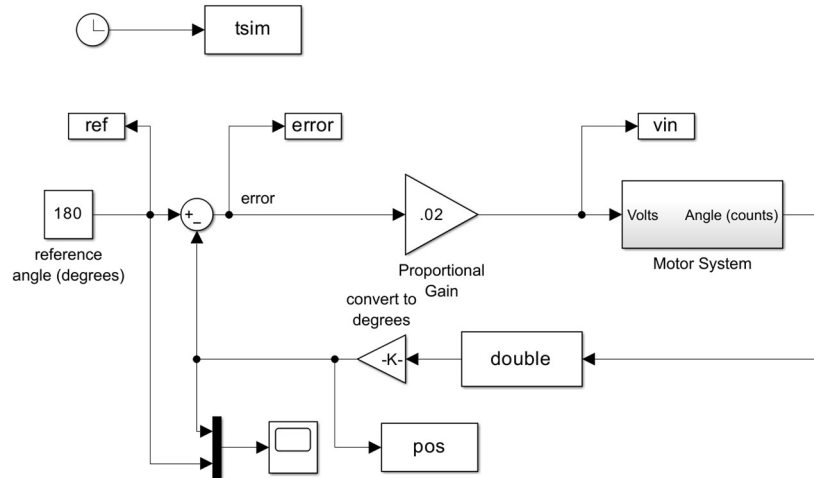 tsim
ref
error
vin
180
+
_
error
.02
Volts
Angle (counts)
reference
angle (degrees)
Proportional
Gain
Motor System
convert to
degrees
-K-
double
pos